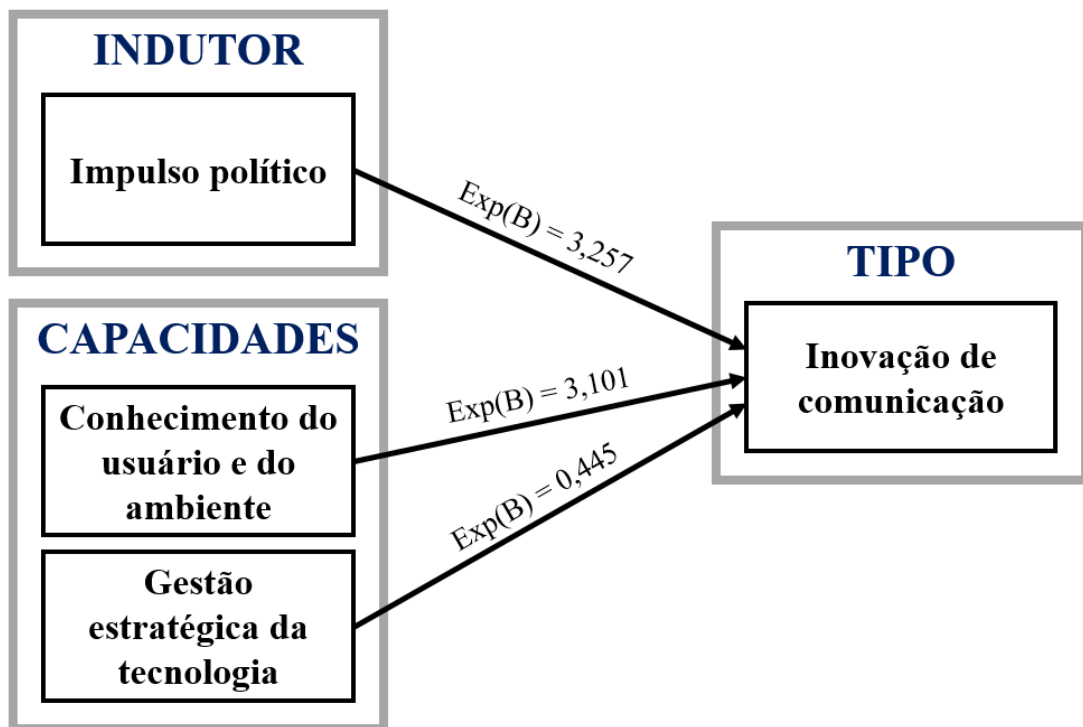 INDUTOR
Impulso político
Exp(B) = 3,257
CAPACIDADES
Conhecimento do
usuário e do
ambiente
Exp(B) = 3,101
Gestão
estratégica da
tecnologia
Exp(B) = 0,445
TIPO
Inovação de
comunicação